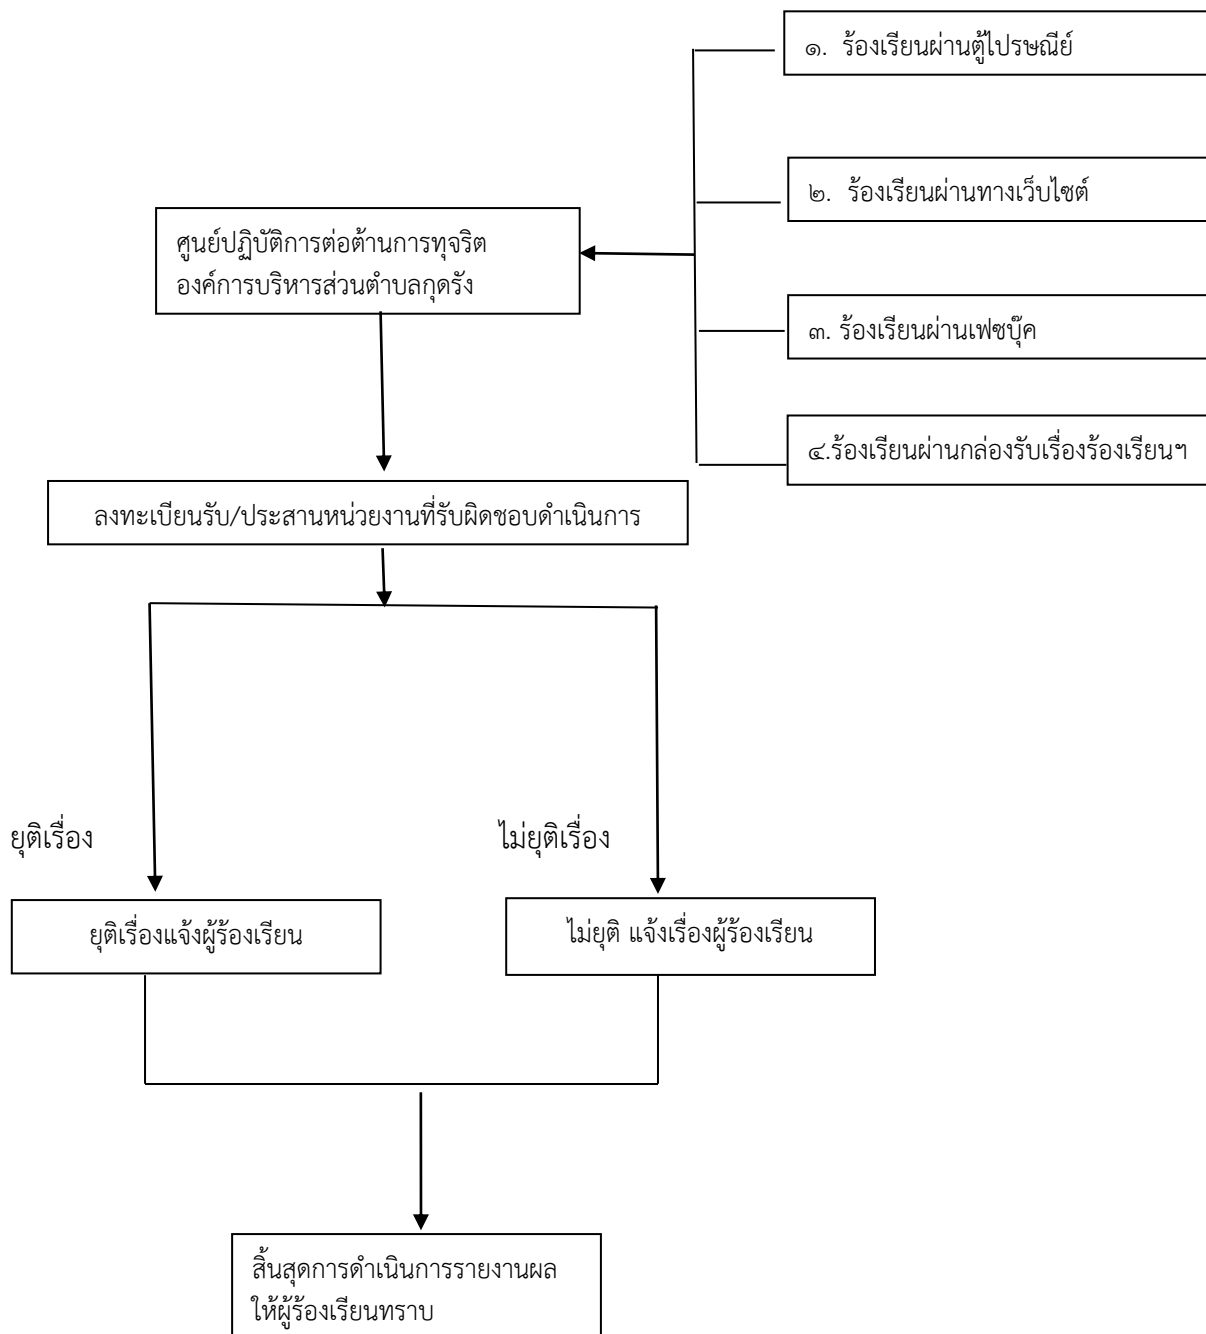 ๑. ร้องเรียนผ่านตู้ไปรษณีย์
๒. ร้องเรียนผ่านทางเว็บไซต์
ศูนย์ปฏิบัติการต่อต้านการทุจริต
องค์การบริหารส่วนตำบลกุดรัง
๓. ร้องเรียนผ่านเฟซบุ๊ค
๔.ร้องเรียนผ่านกล่องรับเรื่องร้องเรียนฯ
ลงทะเบียนรับ/ประสานหน่วยงานที่รับผิดชอบดำเนินการ
ยุติเรื่อง
ไม่ยุติเรื่อง
ยุติเรื่องแจ้งผู้ร้องเรียน
ไม่ยุติ แจ้งเรื่องผู้ร้องเรียน
สิ้นสุดการดำเนินการรายงานผล
ให้ผู้ร้องเรียนทราบ